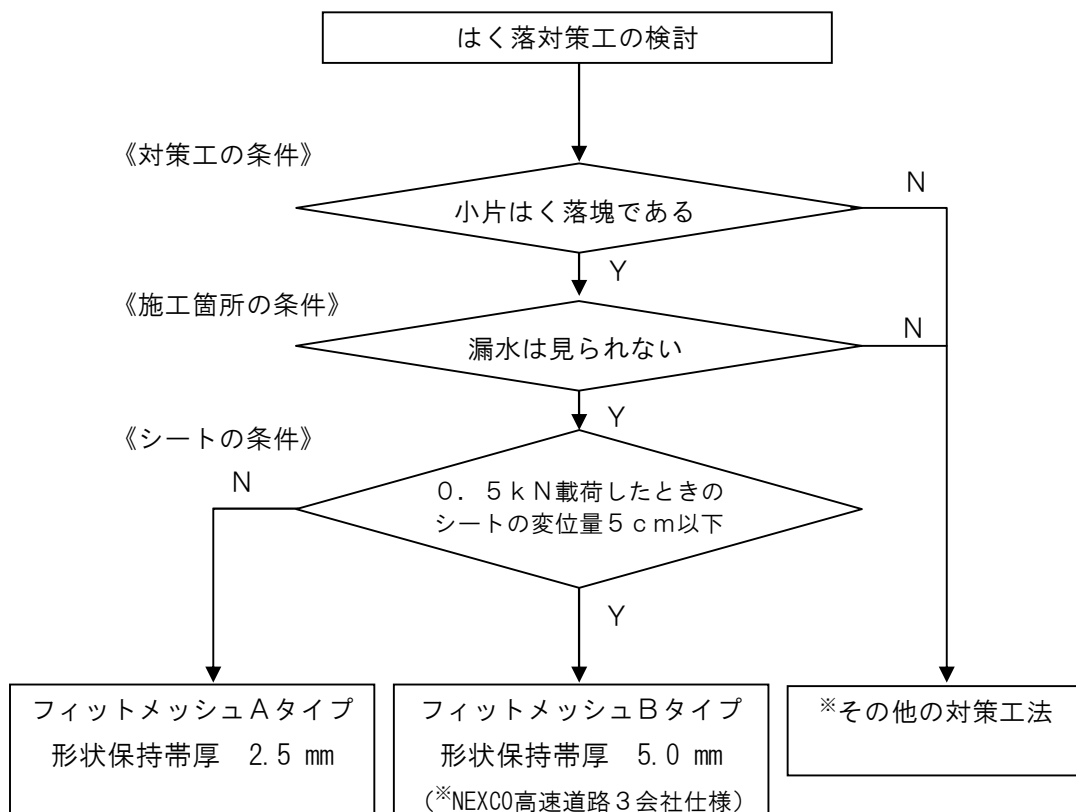 はく落対策工の検討
《対策工の条件》
N
小片はく落塊である
Y
《施工箇所の条件》
N
漏水は見られない
Y
《シートの条件》
N
0．5kN載荷したときの
シートの変位量5cm以下
Y
フィットメッシュAタイプ
形状保持帯厚　2.5 mm
フィットメッシュBタイプ
形状保持帯厚　5.0 mm
（※NEXCO高速道路3会社仕様）
※その他の対策工法